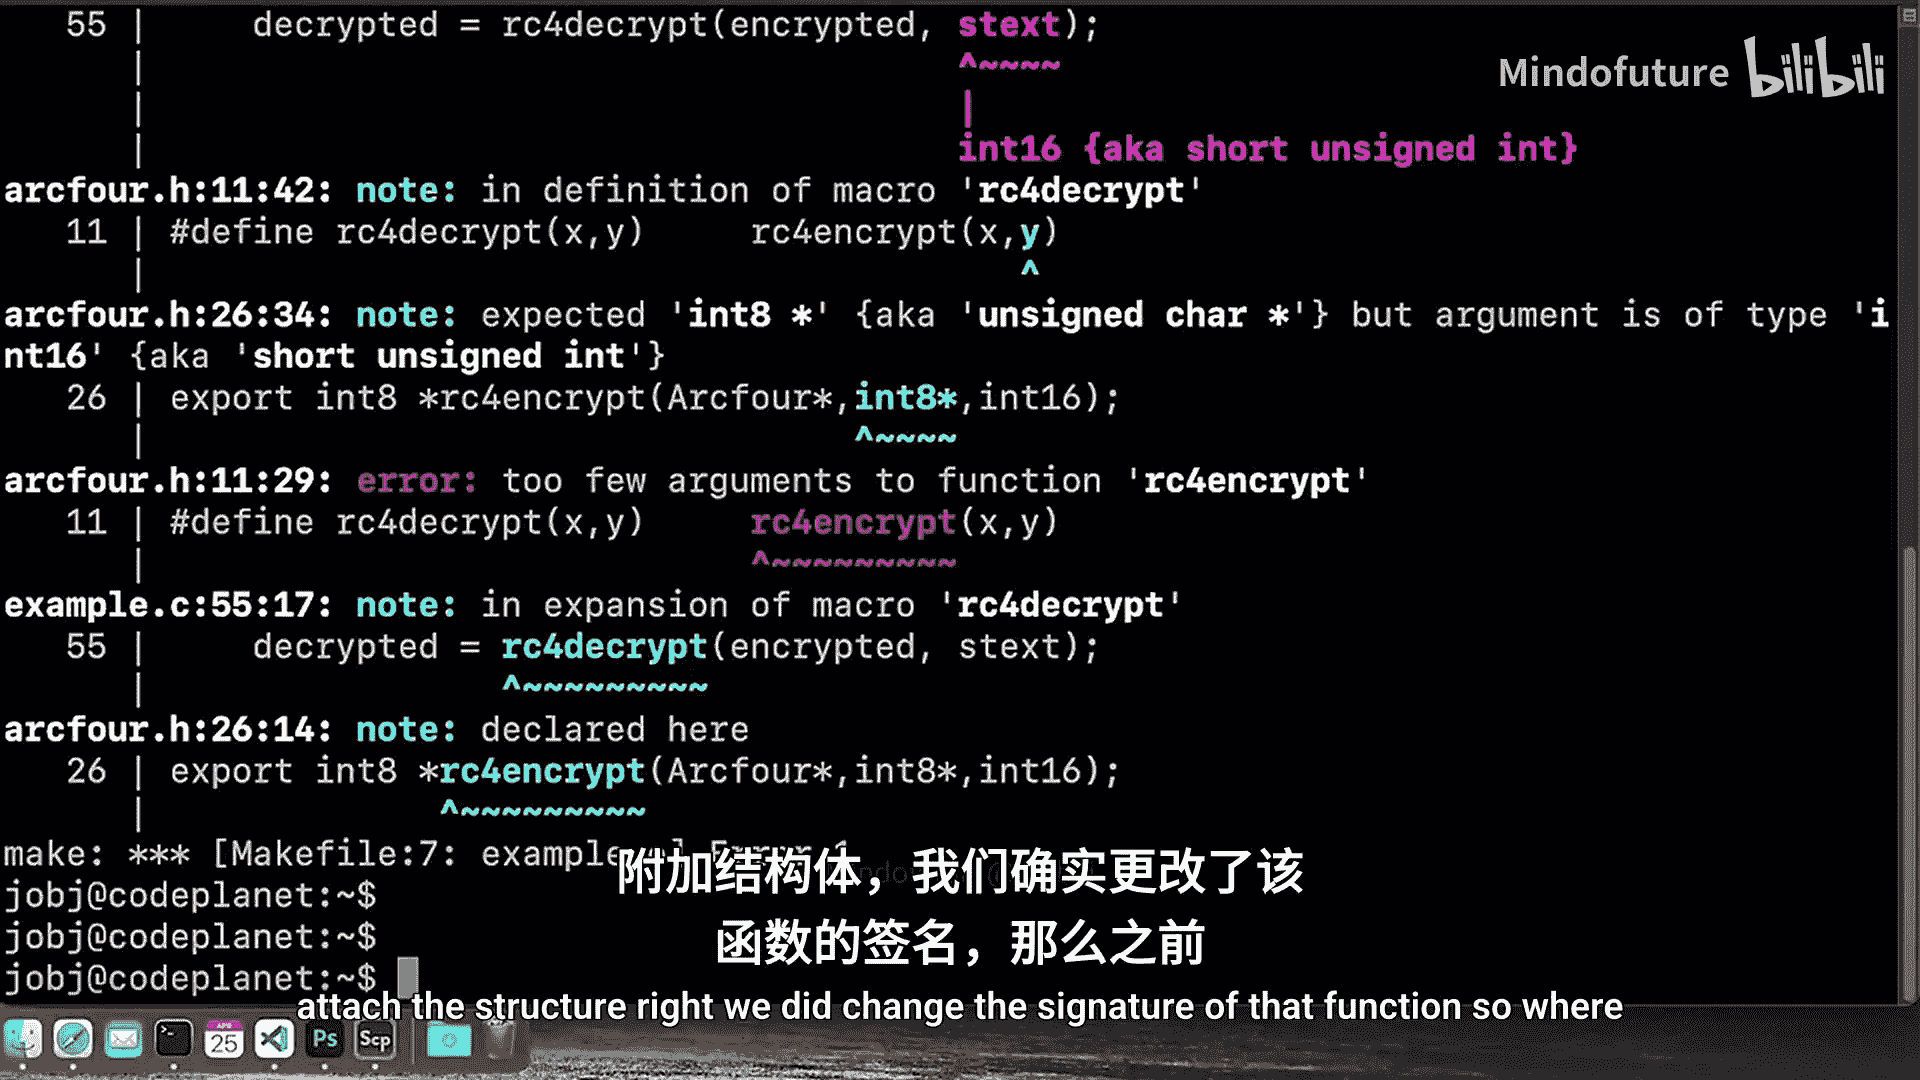 55 |     decrypted = rc4decrypt(encrypted, stext);
|                                       ^~~~~
|                                       |
|                                       int16 {aka short unsigned int}
Mindofuture bilibili
arcfour.h:11:42: note: in definition of macro 'rc4decrypt'
11 | #define rc4decrypt(x,y)     rc4encrypt(x,y)
|                                          ^
arcfour.h:26:34: note: expected 'int8 *' {aka 'unsigned char *'} but argument is of type 'i
nt16' {aka 'short unsigned int'}
26 | export int8 *rc4encrypt(Arcfour*,int8*,int16);
|                                  ^~~~~
arcfour.h:11:29: error: too few arguments to function 'rc4encrypt'
11 | #define rc4decrypt(x,y)     rc4encrypt(x,y)
|                             ^~~~~~~~~~
example.c:55:17: note: in expansion of macro 'rc4decrypt'
55 |     decrypted = rc4decrypt(encrypted, stext);
|                 ^~~~~~~~~~
arcfour.h:26:14: note: declared here
26 | export int8 *rc4encrypt(Arcfour*,int8*,int16);
|              ^~~~~~~~~~
make: *** [Makefile:7: example
jobj@codeplanet:~$
jobj@codeplanet:~$
jobj@codeplanet:~$
附加结构体，我们确实更改了该
函数的签名，那么之前
attach the structure right we did change the signature of that function so where
APR
25
Ps
Scp